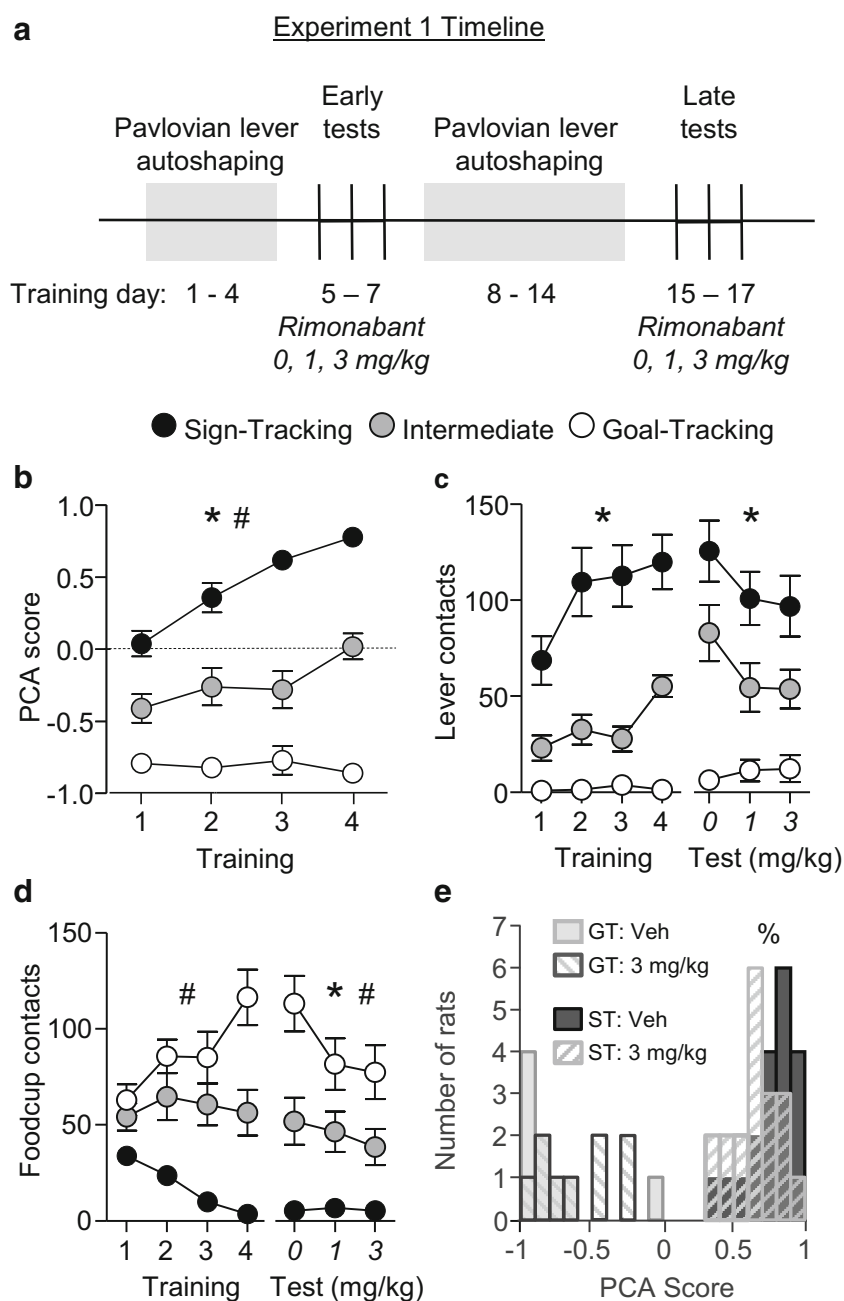 a
Experiment 1 Timeline
Early tests
Late tests
Pavlovian lever autoshaping
Pavlovian lever autoshaping
Training day: 1 - 4 5 – 7 8 - 14 15 – 17
Rimonabant
0, 1, 3 mg/kg
Rimonabant
0, 1, 3 mg/kg
Sign-Tracking Intermediate Goal-Tracking
b
PCA score
1.0
0.5
0.0
-0.5
-1.0
* #
1 2 3 4
Training
c
Lever contacts
150
100
50
0
* *
1 2 3 4 0 1 3
Training Test (mg/kg)
d
Foodcup contacts
150
100
50
0
# * #
1 2 3 4 0 1 3
Training Test (mg/kg)
e
Number of rats
7
6
5
4
3
2
1
0
GT: Veh
GT: 3 mg/kg
ST: Veh
ST: 3 mg/kg
%
-1 -0.5 0 0.5 1
PCA Score